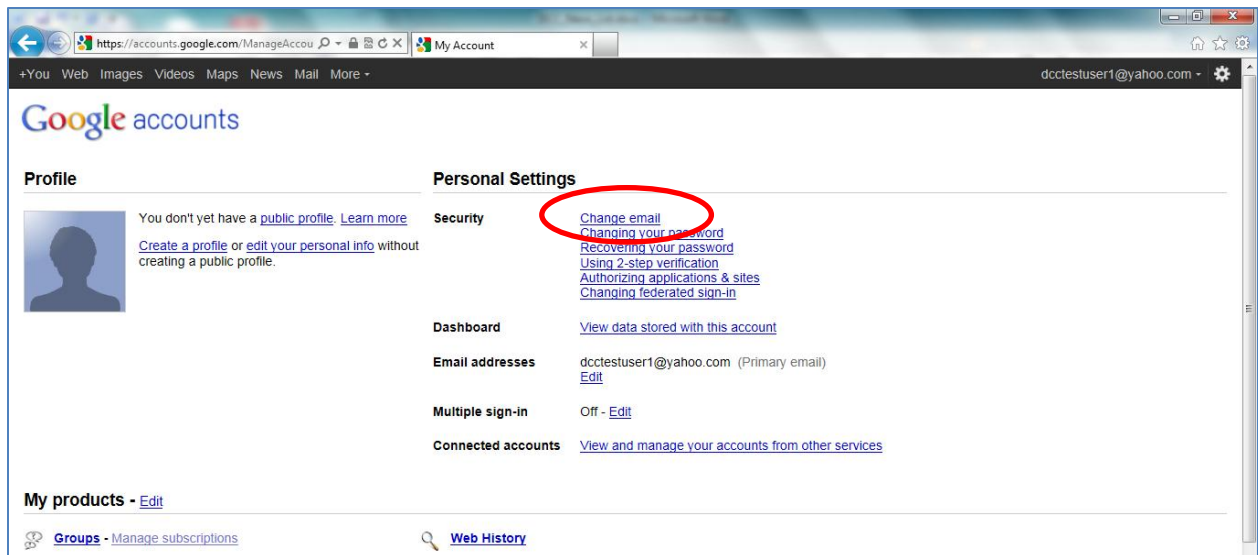 https://accounts.google.com/ManageAccou
My Account
+You Web Images Videos Maps News Mail More
dcctestuser1@yahoo.com
Google accounts
Profile
You don't yet have a public profile. Learn more
Create a profile or edit your personal info without
creating a public profile.
Personal Settings
Security
Change email
Changing your password
Recovering your password
Using 2-step verification
Authorizing applications & sites
Changing federated sign-in
Dashboard
View data stored with this account
Email addresses
dcctestuser1@yahoo.com (Primary email)
Edit
Multiple sign-in
Off - Edit
Connected accounts
View and manage your accounts from other services
My products - Edit
Groups - Manage subscriptions
Web History